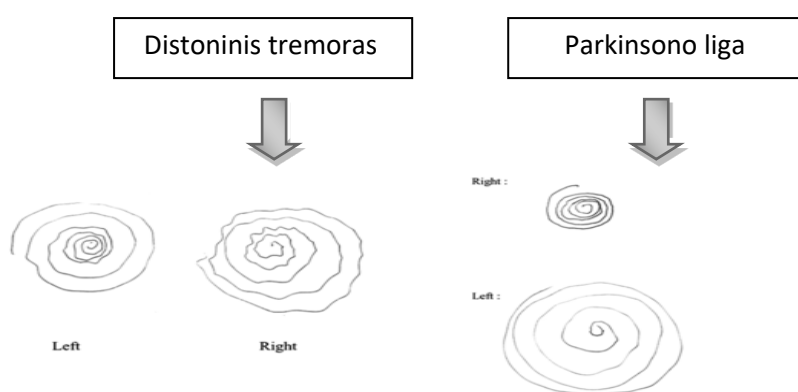 Distoninis tremoras
Parkinsono liga
Right :
Left :
Left
Right